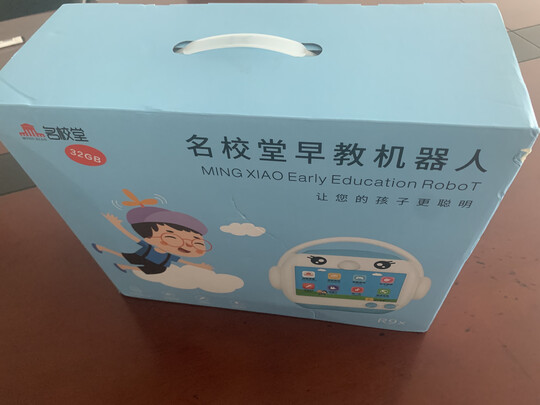 名校堂
32GB
名校堂早教机器人
MING XIAO Early Education RoboT
让您的孩子更聪明